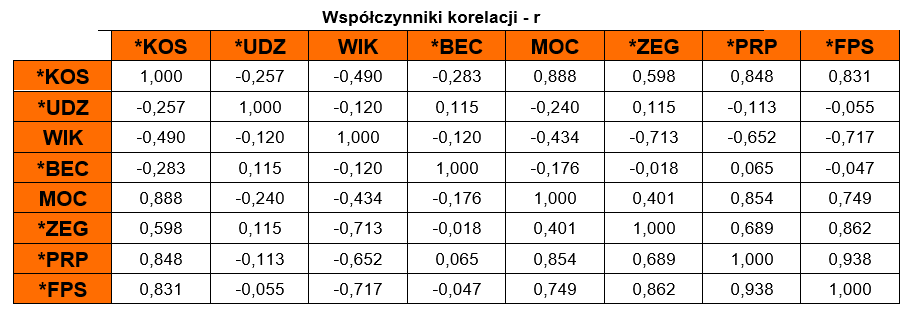 Współczynniki korelacji - r
*KOS *UDZ WIK *BEC MOC *ZEG *PRP *FPS
*KOS 1,000 -0,257 -0,490 -0,283 0,888 0,598 0,848 0,831
*UDZ -0,257 1,000 -0,120 0,115 -0,240 0,115 -0,113 -0,055
WIK -0,490 -0,120 1,000 -0,120 -0,434 -0,713 -0,652 -0,717
*BEC -0,283 0,115 -0,120 1,000 -0,176 -0,018 0,065 -0,047
MOC 0,888 -0,240 -0,434 -0,176 1,000 0,401 0,854 0,749
*ZEG 0,598 0,115 -0,713 -0,018 0,401 1,000 0,689 0,862
*PRP 0,848 -0,113 -0,652 0,065 0,854 0,689 1,000 0,938
*FPS 0,831 -0,055 -0,717 -0,047 0,749 0,862 0,938 1,000